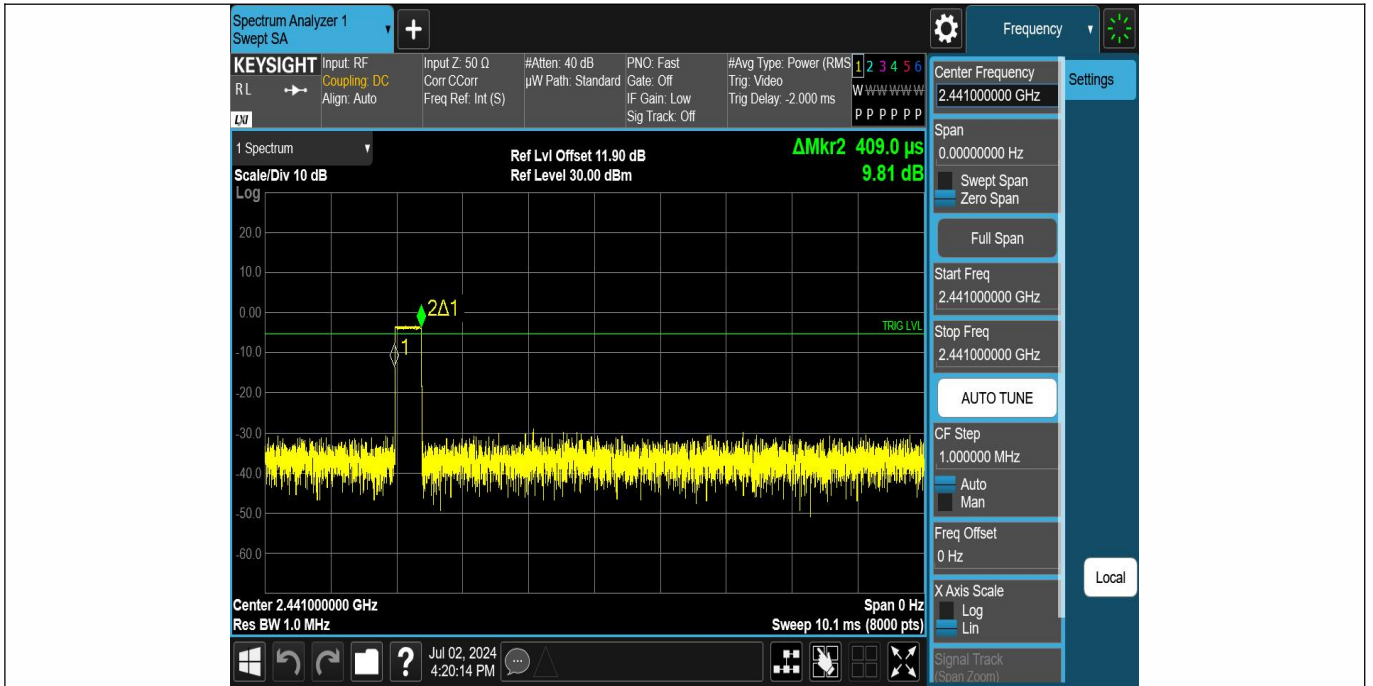 Spectrum Analyzer 1
Swept SA
+
Frequency
KEYSIGHT
R L
LXI
Input: RF
Coupling: DC
Align: Auto
Input Z: 50 Ω
Corr CCorr
Freq Ref: Int (S)
#Atten: 40 dB
µW Path: Standard
PNO: Fast
Gate: Off
IF Gain: Low
Sig Track: Off
#Avg Type: Power (RMS
Trig: Video
Trig Delay: -2.000 ms
1 2 3 4 5 6
W W W W W W
P P P P P P
1 Spectrum
Scale/Div 10 dB
Log
Ref Lvl Offset 11.90 dB
Ref Level 30.00 dBm
ΔMkr2 409.0 µs
9.81 dB
20.0
10.0
0.00
-10.0
-20.0
-30.0
-40.0
-50.0
-60.0
2Δ1
1
TRIG LVL
Center 2.441000000 GHz
Res BW 1.0 MHz
Span 0 Hz
Sweep 10.1 ms (8000 pts)
?
Jul 02, 2024
4:20:14 PM
Center Frequency
2.441000000 GHz
Settings
Span
0.00000000 Hz
Swept Span
Zero Span
Full Span
Start Freq
2.441000000 GHz
Stop Freq
2.441000000 GHz
AUTO TUNE
CF Step
1.000000 MHz
Auto
Man
Freq Offset
0 Hz
X Axis Scale
Log
Lin
Local
Signal Track
(Span Zoom)